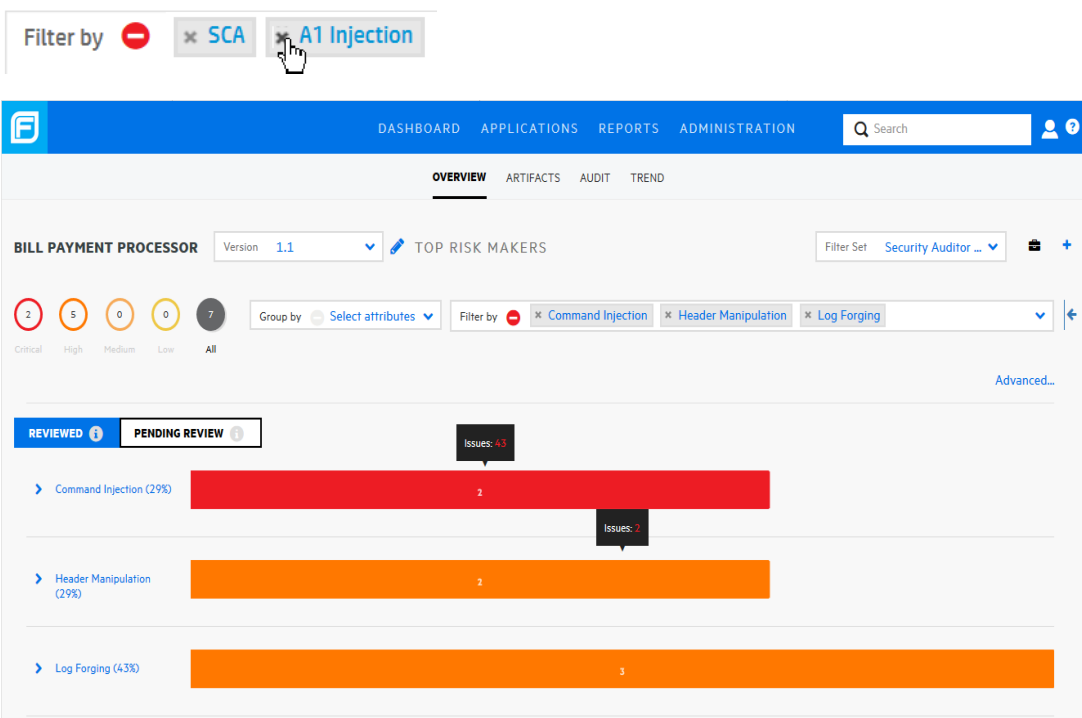 Filter by SCA A1 Injection
DASHBOARD APPLICATIONS REPORTS ADMINISTRATION Search
OVERVIEW ARTIFACTS AUDIT TREND
BILL PAYMENT PROCESSOR Version 1.1 TOP RISK MAKERS Filter Set Security Auditor ...
2 5 0 0 7 Group by Select attributes Filter by Command Injection Header Manipulation Log Forging
Critical High Medium Low All
Advanced...
REVIEWED PENDING REVIEW
Issues: 43
Command Injection (29%) 2
Issues: 2
Header Manipulation
(29%) 2
Log Forging (43%) 3